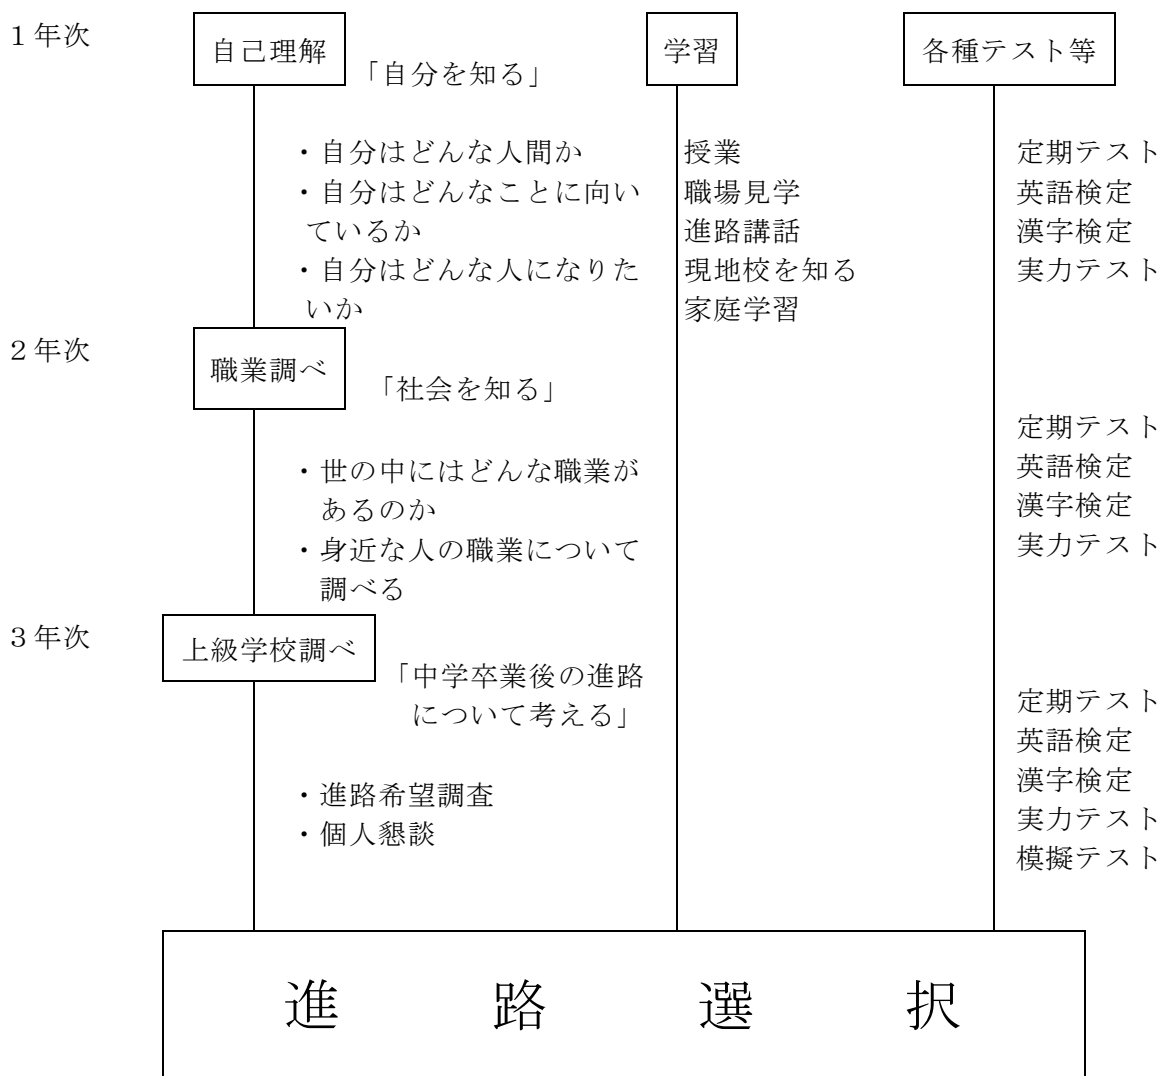 １年次
自己理解
「自分を知る」
・自分はどんな人間か
・自分はどんなことに向い
ているか
・自分はどんな人になりた
いか
学習
授業
職場見学
進路講話
現地校を知る
家庭学習
各種テスト等
定期テスト
英語検定
漢字検定
実力テスト
２年次
職業調べ
「社会を知る」
・世の中にはどんな職業が
あるのか
・身近な人の職業について
調べる
定期テスト
英語検定
漢字検定
実力テスト
３年次
上級学校調べ
「中学卒業後の進路
について考える」
・進路希望調査
・個人懇談
定期テスト
英語検定
漢字検定
実力テスト
模擬テスト
進路選択